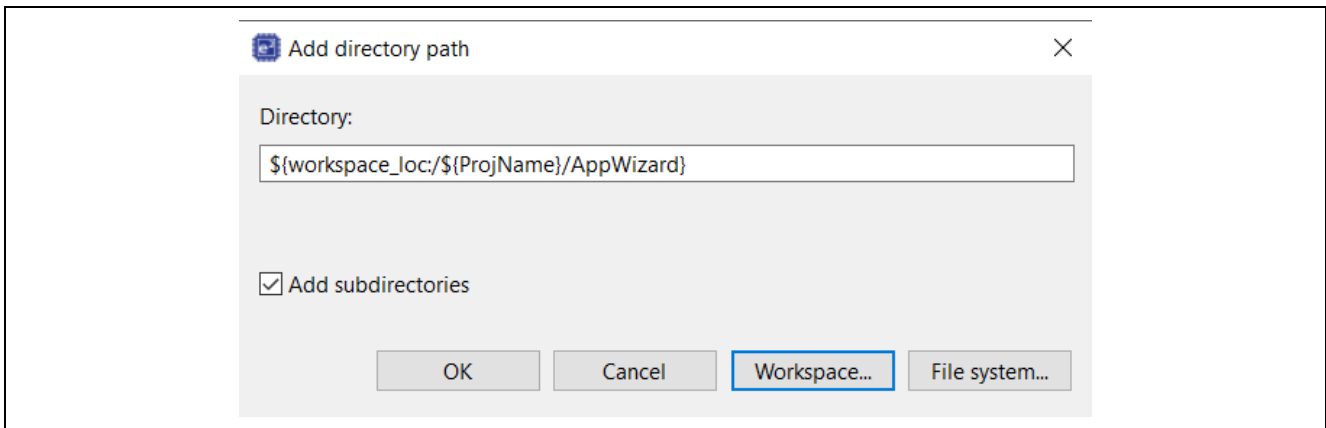 Add directory path
Directory:
${workspace_loc:/${ProjName}/AppWizard}
Add subdirectories
OK Cancel Workspace... File system...